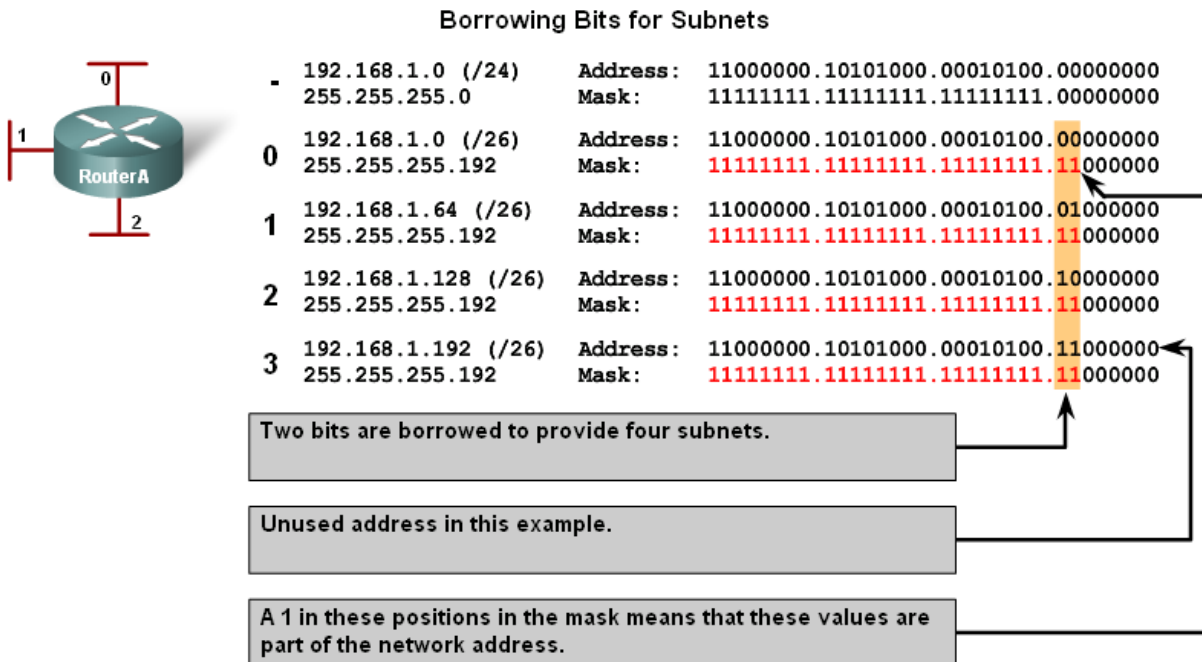 Borrowing Bits for Subnets
0
1
RouterA
2
- 192.168.1.0 (/24) Address: 11000000.10101000.00010100.00000000
255.255.255.0 Mask: 11111111.11111111.11111111.00000000
0 192.168.1.0 (/26) Address: 11000000.10101000.00010100.00000000
255.255.255.192 Mask: 11111111.11111111.11111111.11000000
1 192.168.1.64 (/26) Address: 11000000.10101000.00010100.01000000
255.255.255.192 Mask: 11111111.11111111.11111111.11000000
2 192.168.1.128 (/26) Address: 11000000.10101000.00010100.10000000
255.255.255.192 Mask: 11111111.11111111.11111111.11000000
3 192.168.1.192 (/26) Address: 11000000.10101000.00010100.11000000
255.255.255.192 Mask: 11111111.11111111.11111111.11000000
Two bits are borrowed to provide four subnets.
Unused address in this example.
A 1 in these positions in the mask means that these values are
part of the network address.